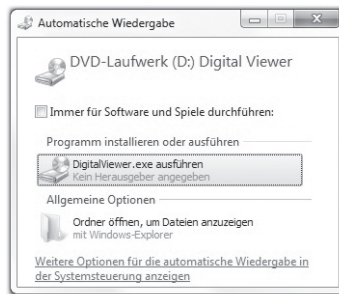 Automatische Wiedergabe
DVD-Laufwerk (D:) Digital Viewer
Immer für Software und Spiele durchführen:
Programm installieren oder ausführen
DigitalViewer.exe ausführen
Kein Herausgeber angegeben
Allgemeine Optionen
Ordner öffnen, um Dateien anzuzeigen
mit Windows-Explorer
Weitere Optionen für die automatische Wiedergabe in
der Systemsteuerung anzeigen